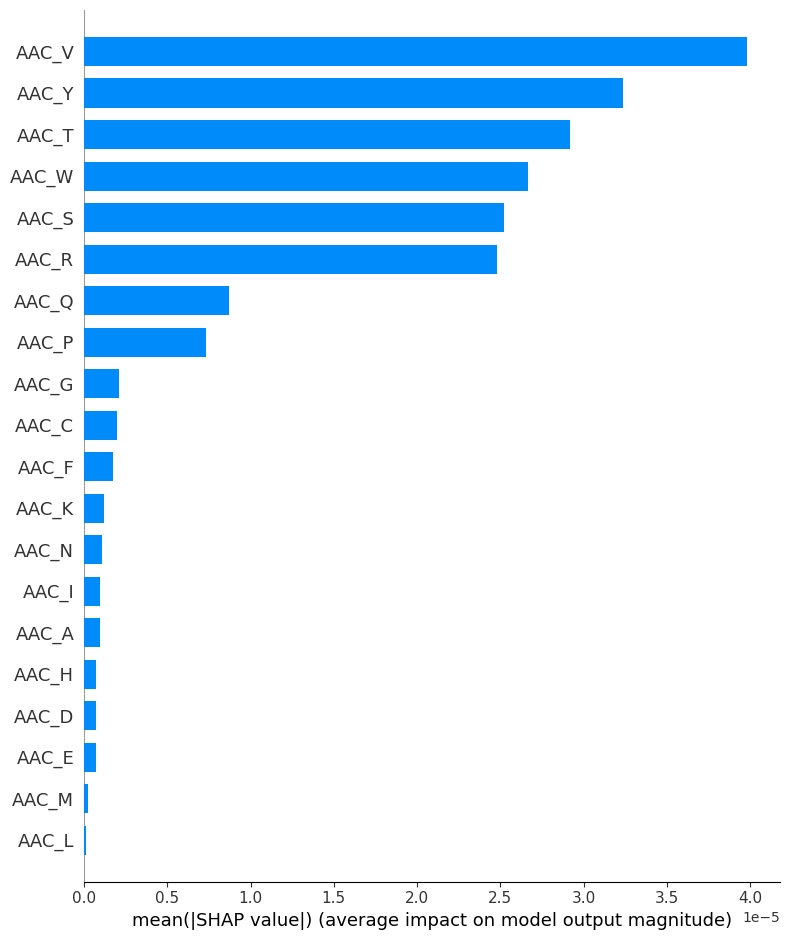 AAC_V
AAC_Y
AAC_T
AAC_W
AAC_S
AAC_R
AAC_Q
AAC_P
AAC_G
AAC_C
AAC_F
AAC_K
AAC_N
AAC_I
AAC_A
AAC_H
AAC_D
AAC_E
AAC_M
AAC_L
0.0 0.5 1.0 1.5 2.0 2.5 3.0 3.5 4.0
1e−5
mean(|SHAP value|) (average impact on model output magnitude)